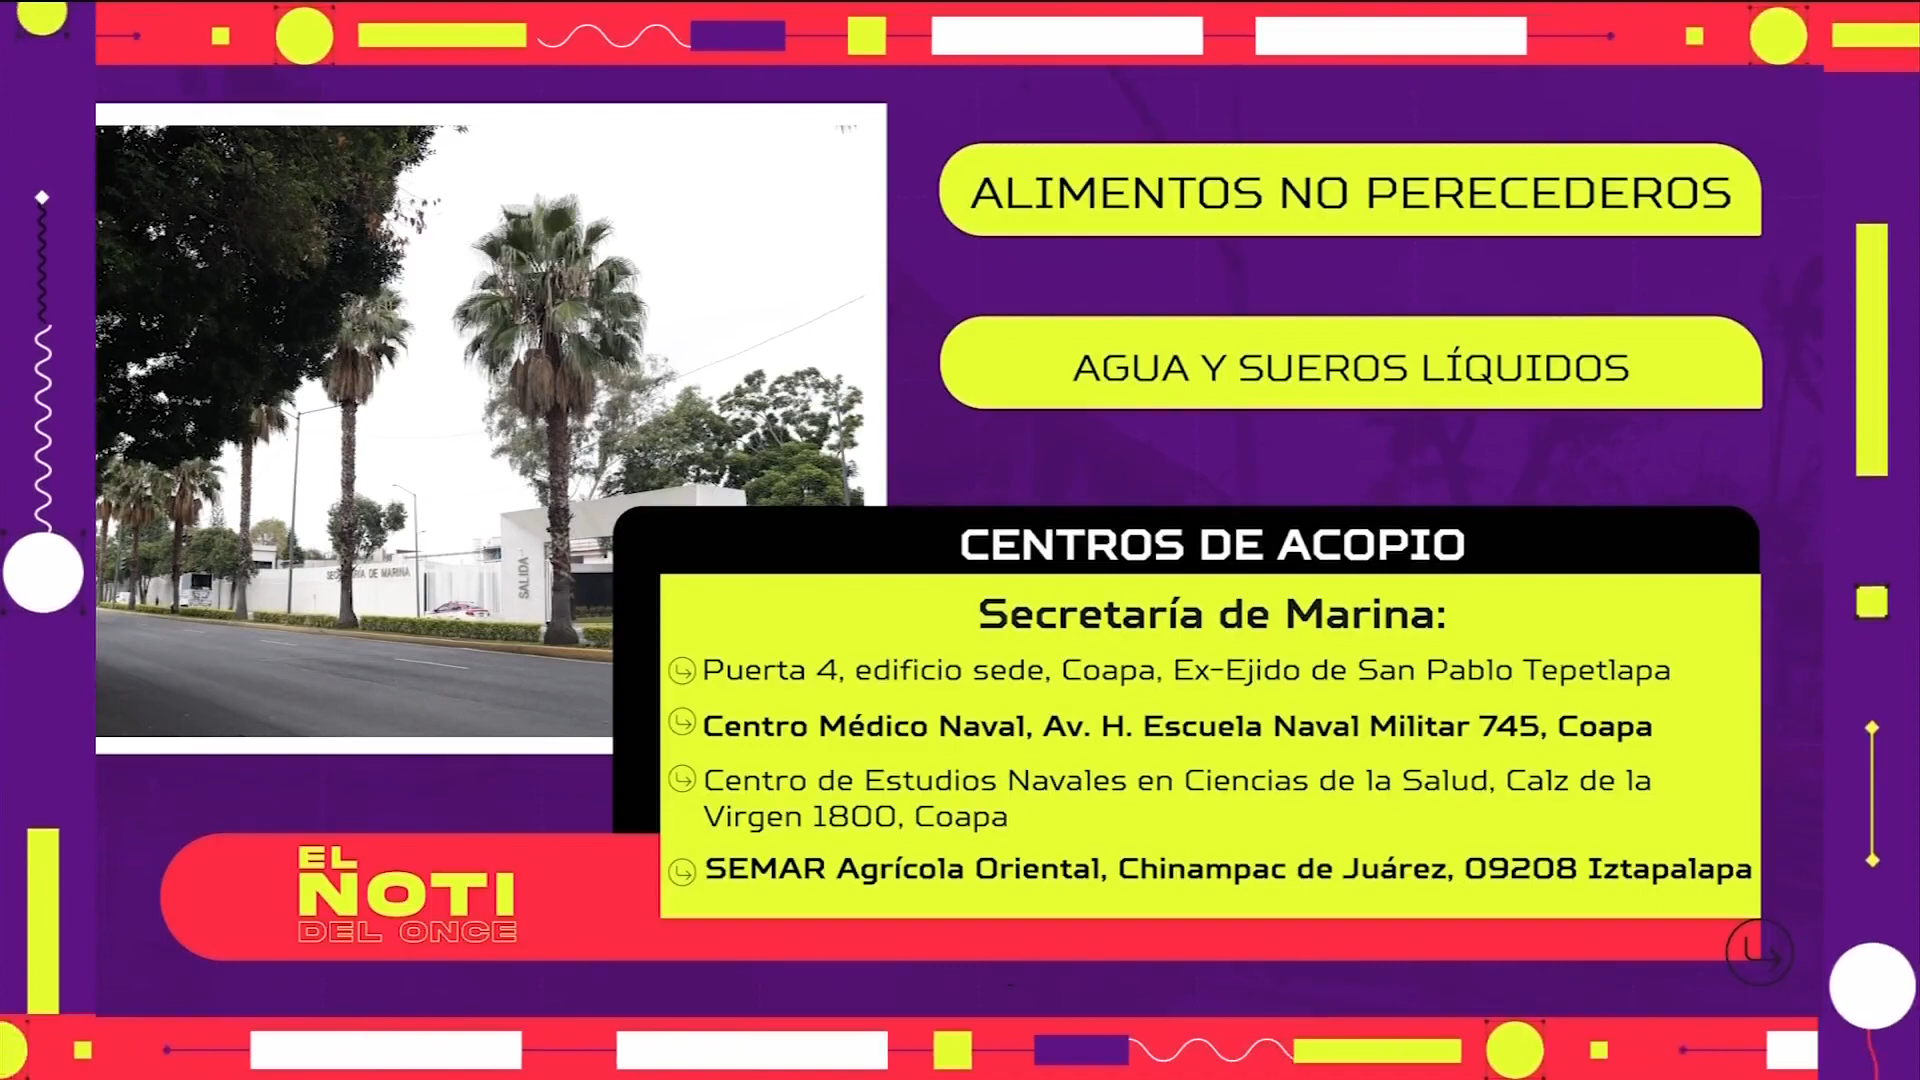 ALIMENTOS NO PERECEDEROS
AGUA Y SUEROS LÍQUIDOS
SECRETARÍA DE MARINA
SALIDA
CENTROS DE ACOPIO
Secretaría de Marina:
Puerta 4, edificio sede, Coapa, Ex-Ejido de San Pablo Tepetlapa
Centro Médico Naval, Av. H. Escuela Naval Militar 745, Coapa
Centro de Estudios Navales en Ciencias de la Salud, Calz de la
Virgen 1800, Coapa
SEMAR Agrícola Oriental, Chinampac de Juárez, 09208 Iztapalapa
EL
NOTI
DEL ONCE